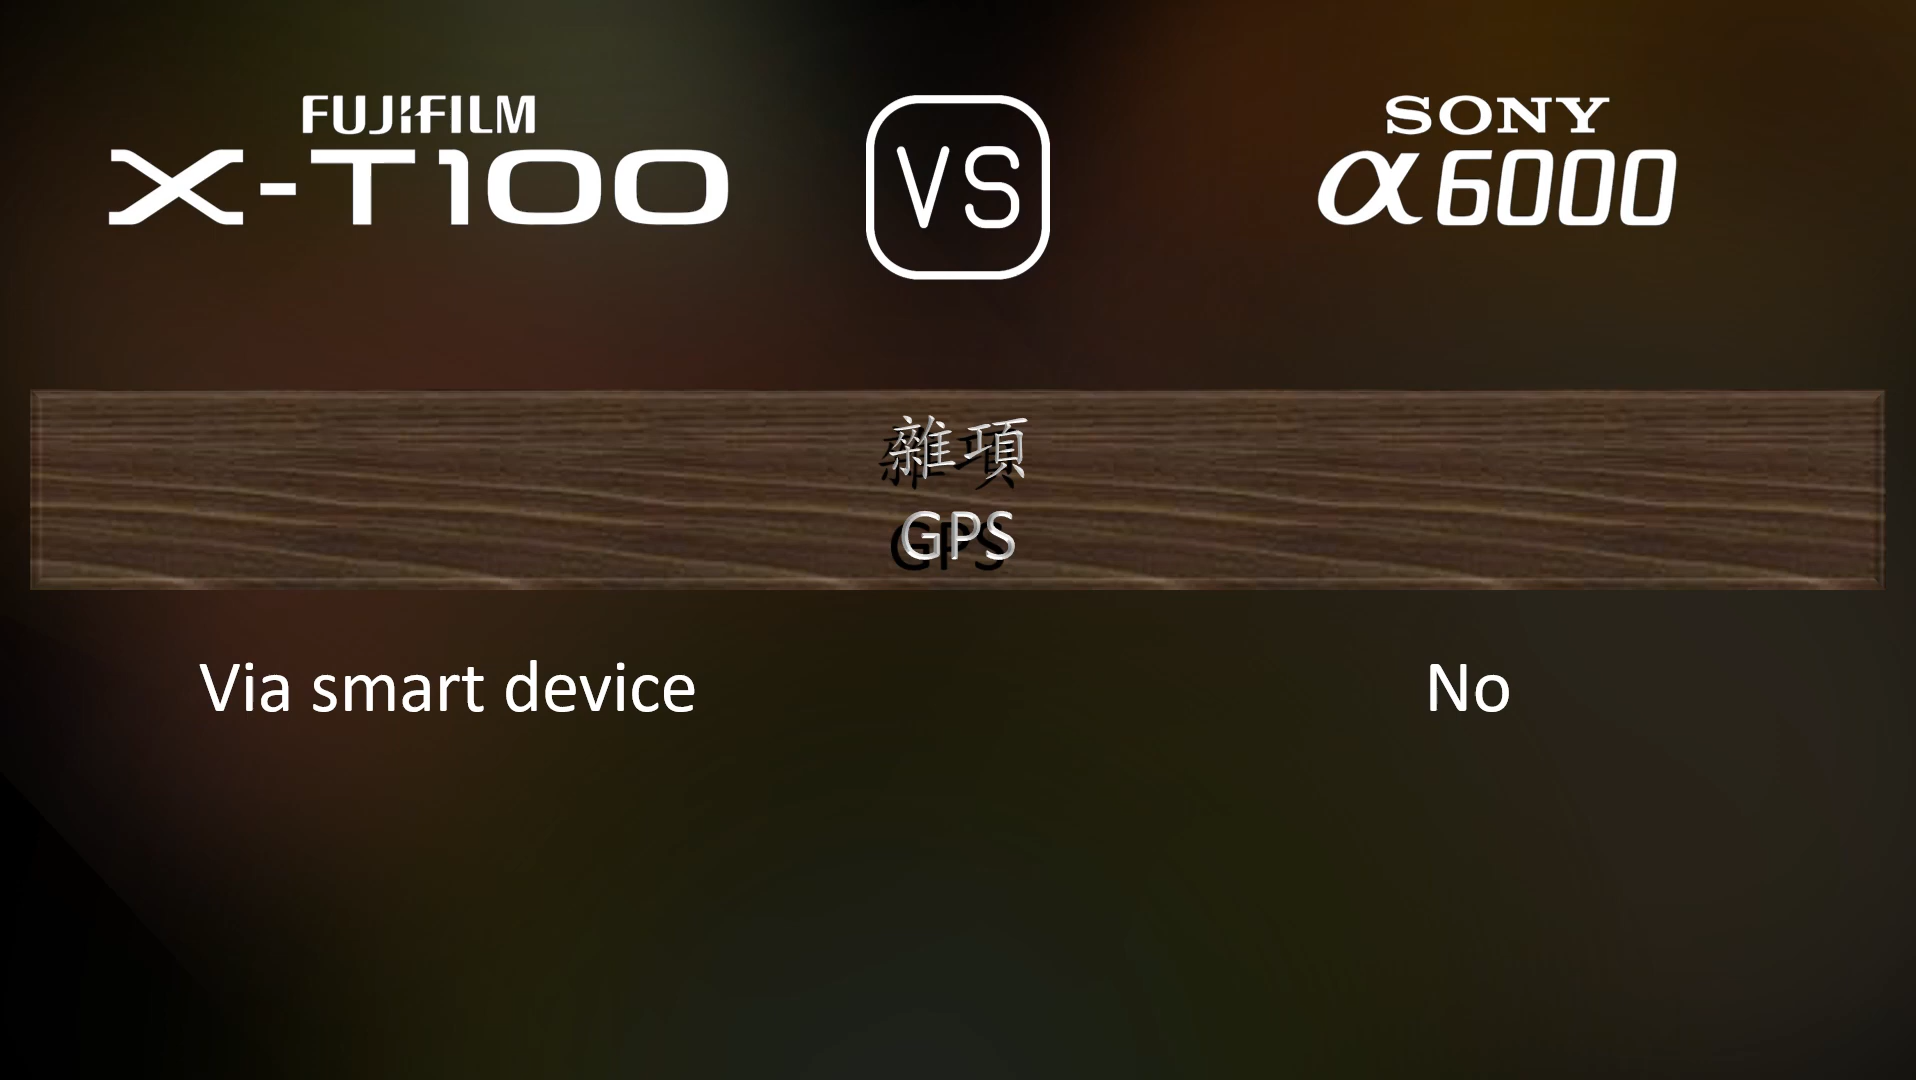 FUJIFILM
X-T100
VS
SONY
α6000
雜項
GPS
Via smart device
No